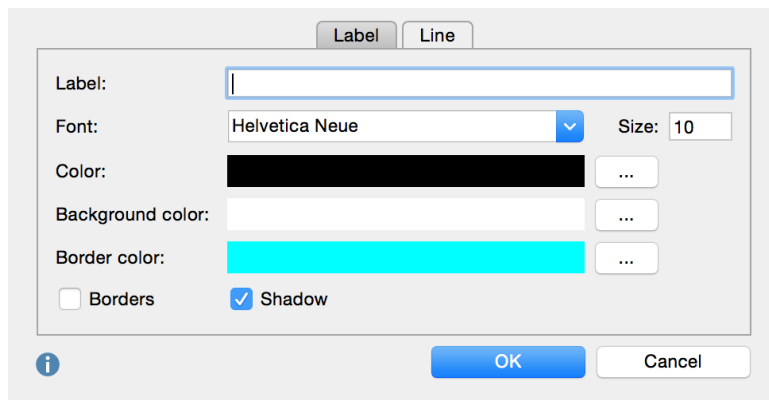 Label Line
Label:
Font: Helvetica Neue Size: 10
Color: ...
Background color: ...
Border color: ...
Borders Shadow
OK Cancel